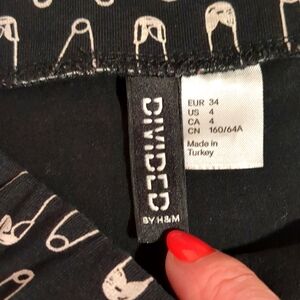 DIVIDED
BY H&M
EUR 34
US 4
CA 4
CN 160/64A
Made in
Turkey